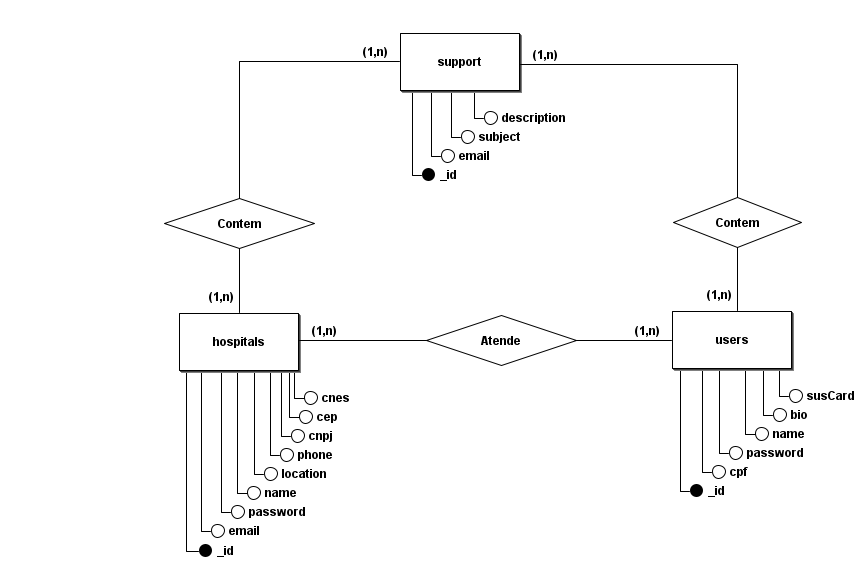 (1,n)
support
(1,n)
description
subject
email
_id
Contem
Contem
(1,n)
(1,n)
hospitals
(1,n)
Atende
(1,n)
users
cnes
cep
cnpj
phone
location
name
password
email
_id
susCard
bio
name
password
cpf
_id